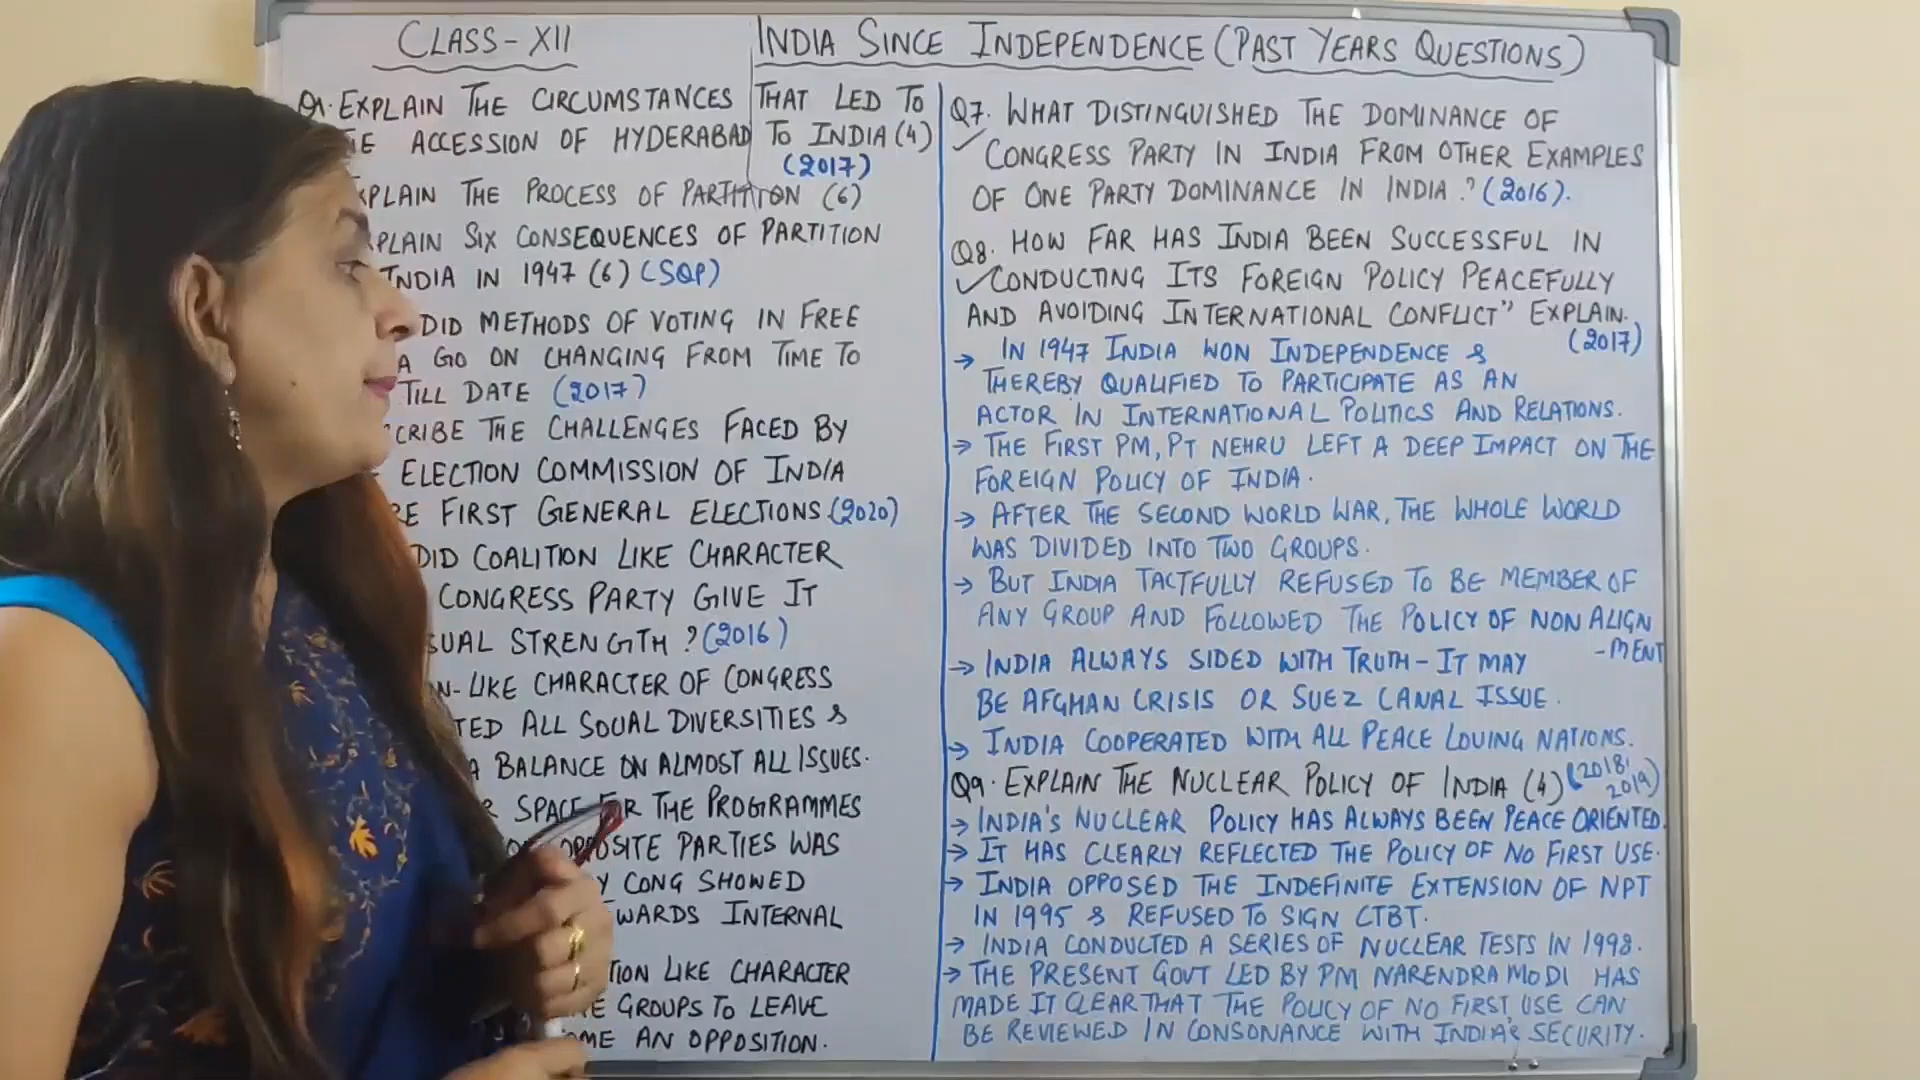 CLASS-XII
INDIA SINCE INDEPENDENCE (PAST YEARS QUESTIONS)
Q1. EXPLAIN THE CIRCUMSTANCES THAT LED TO
ACCESSION OF HYDERABAD TO INDIA (4)
(2017)
THE PROCESS OF PARTITION (6)
SIX CONSEQUENCES OF PARTITION
INDIA IN 1947 (6) (SQP)
DID METHODS OF VOTING IN FREE
GO ON CHANGING FROM TIME TO
TILL DATE (2017)
THE CHALLENGES FACED BY
ELECTION COMMISSION OF INDIA
FIRST GENERAL ELECTIONS (2020)
DID COALITION LIKE CHARACTER
CONGRESS PARTY GIVE IT
STRENGTH ? (2016)
LIKE CHARACTER OF CONGRESS
ALL SOUAL DIVERSITIES &
A BALANCE ON ALMOST ALL ISSUES.
SPACE FOR THE PROGRAMMES
OPPOSITE PARTIES WAS
CONG SHOWED
INTERNAL
LIKE CHARACTER
GROUPS TO LEAVE
AN OPPOSITION.
Q7. WHAT DISTINGUISHED THE DOMINANCE OF
CONGRESS PARTY IN INDIA FROM OTHER EXAMPLES
OF ONE PARTY DOMINANCE IN INDIA.? (2016).
Q8. HOW FAR HAS INDIA BEEN SUCCESSFUL IN
CONDUCTING ITS FOREIGN POLICY PEACEFULLY
AND AVOIDING INTERNATIONAL CONFLICT" EXPLAIN.
(2017)
→ IN 1947 INDIA WON INDEPENDENCE &
THEREBY QUALIFIED TO PARTICIPATE AS AN
ACTOR IN INTERNATIONAL POLITICS AND RELATIONS.
→ THE FIRST PM, PT NEHRU LEFT A DEEP IMPACT ON THE
FOREIGN POLICY OF INDIA.
→ AFTER THE SECOND WORLD WAR, THE WHOLE WORLD
WAS DIVIDED INTO TWO GROUPS.
→ BUT INDIA TACTFULLY REFUSED TO BE MEMBER OF
ANY GROUP AND FOLLOWED THE POLICY OF NON ALIGN
-MENT
→ INDIA ALWAYS SIDED WITH TRUTH - IT MAY
BE AFGHAN CRISIS OR SUEZ CANAL ISSUE.
→ INDIA COOPERATED WITH ALL PEACE LOVING NATIONS.
Q9. EXPLAIN THE NUCLEAR POLICY OF INDIA (4) (2018,
2019)
→ INDIA'S NUCLEAR POLICY HAS ALWAYS BEEN PEACE ORIENTED.
→ IT HAS CLEARLY REFLECTED THE POLICY OF NO FIRST USE.
→ INDIA OPPOSED THE INDEFINITE EXTENSION OF NPT
IN 1995 & REFUSED TO SIGN CTBT.
→ INDIA CONDUCTED A SERIES OF NUCLEAR TESTS IN 1998.
→ THE PRESENT GOVT LED BY PM NARENDRA MODI HAS
MADE IT CLEAR THAT THE POLICY OF NO FIRST USE CAN
BE REVIEWED IN CONSONANCE WITH INDIA'S SECURITY.